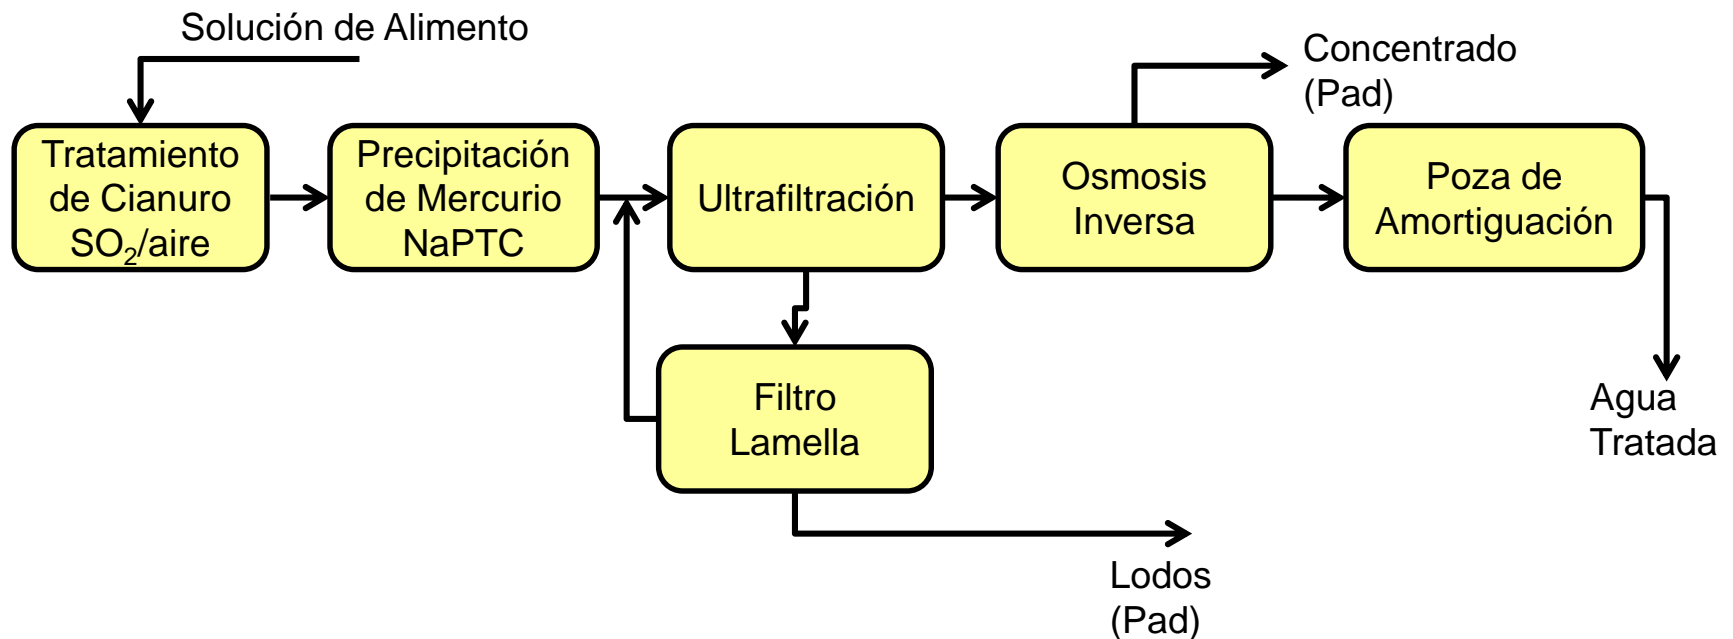 Solución de Alimento
Concentrado
(Pad)
Tratamiento
de Cianuro
SO₂/aire
Precipitación
de Mercurio
NaPTC
Ultrafiltración
Osmosis
Inversa
Poza de
Amortiguación
Filtro
Lamella
Agua
Tratada
Lodos
(Pad)